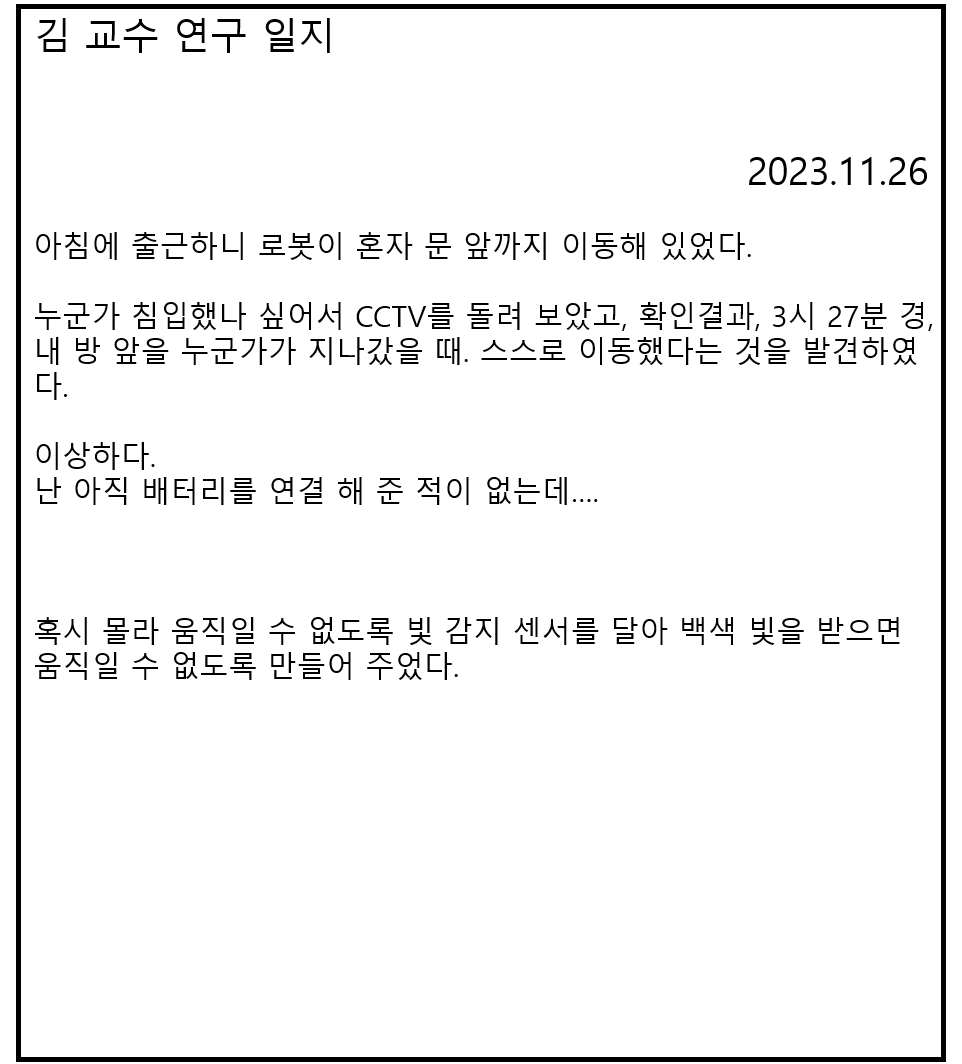 김 교수 연구 일지
2023.11.26
아침에 출근하니 로봇이 혼자 문 앞까지 이동해 있었다.
누군가 침입했나 싶어서 CCTV를 돌려 보았고, 확인결과, 3시 27분 경,
내 방 앞을 누군가가 지나갔을 때. 스스로 이동했다는 것을 발견하였
다.
이상하다.
난 아직 배터리를 연결 해 준 적이 없는데....
혹시 몰라 움직일 수 없도록 빛 감지 센서를 달아 백색 빛을 받으면
움직일 수 없도록 만들어 주었다.